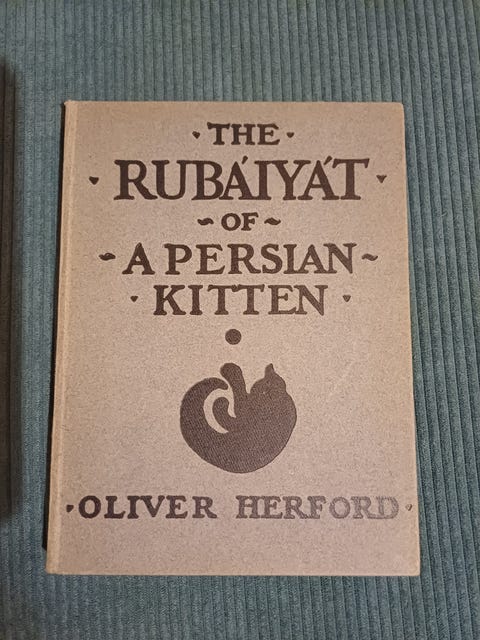 · THE ·
· RUBÁIYÁT ·
~ OF ~
~ A PERSIAN ~
· KITTEN ·
· OLIVER HERFORD ·